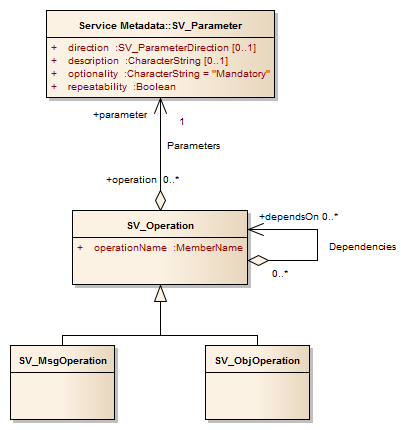 Service Metadata::SV_Parameter
+ direction :SV_ParameterDirection [0..1]
+ description :CharacterString [0..1]
+ optionality :CharacterString = "Mandatory"
+ repeatability :Boolean
+parameter
1
Parameters
+operation 0..*
SV_Operation
+ operationName :MemberName
+dependsOn 0..*
Dependencies
0..*
SV_MsgOperation
SV_ObjOperation